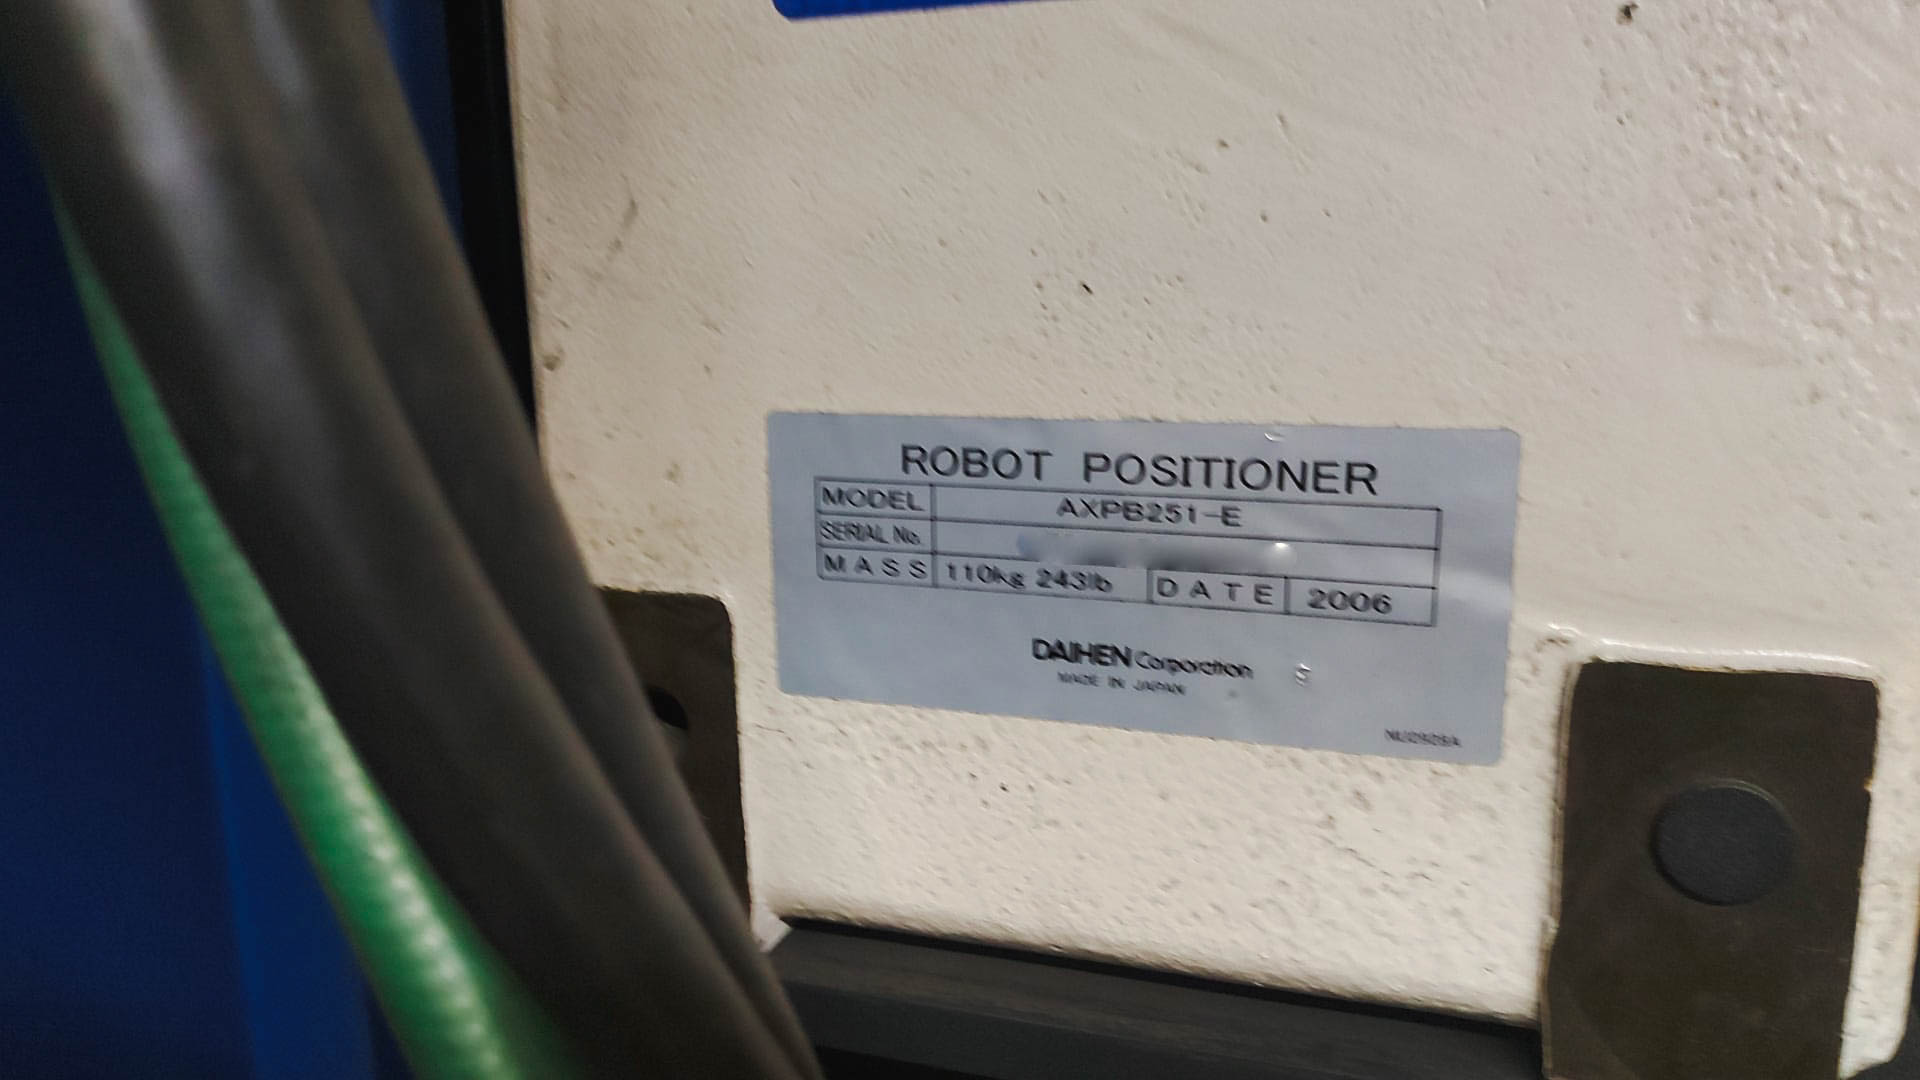 ROBOT POSITIONER
MODEL AXPB251-E
SERIAL No.
MASS 110kg 243lb DATE 2006
DAIHEN Corporation
MADE IN JAPAN